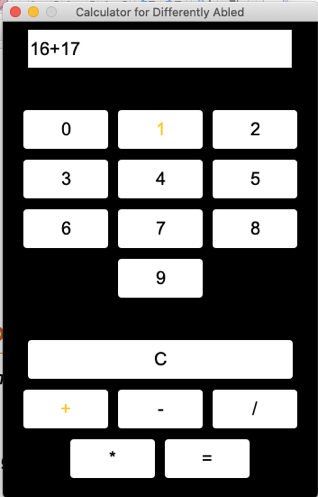 Calculator for Differently Abled
16+17
0 1 2
3 4 5
6 7 8
9
C
+ - /
* =